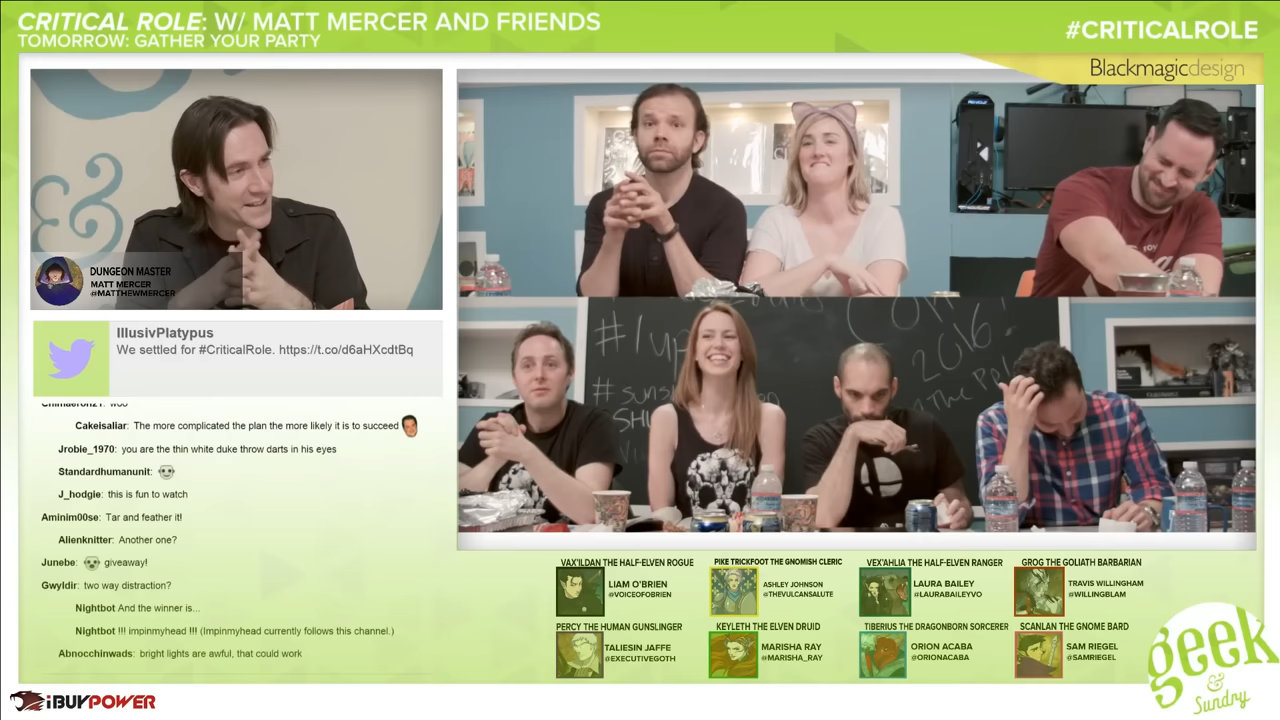 CRITICAL ROLE: W/ MATT MERCER AND FRIENDS
TOMORROW: GATHER YOUR PARTY
#CRITICALROLE
Blackmagicdesign
DUNGEON MASTER
MATT MERCER
@MATTHEWMERCER
IllusivPlatypus
We settled for #CriticalRole. https://t.co/d6aHXcdtBq
Cakeisaliar: The more complicated the plan the more likely it is to succeed
Jrobie_1970: you are the thin white duke throw darts in his eyes
Standardhumanunit:
J_hodgie: this is fun to watch
Aminim00se: Tar and feather it!
Alienknitter: Another one?
Junebe: giveaway!
Gwyldir: two way distraction?
Nightbot And the winner is...
Nightbot !!! impinmyhead !!! (Impinmyhead currently follows this channel.)
Abnocchinwads: bright lights are awful, that could work
#1up
2016
the
#suns
SHI
VAX'ILDAN THE HALF-ELVEN ROGUE
LIAM O'BRIEN
@VOICEOFOBRIEN
PIKE TRICKFOOT THE GNOMISH CLERIC
ASHLEY JOHNSON
@THEVULCANSALUTE
VEX'AHLIA THE HALF-ELVEN RANGER
LAURA BAILEY
@LAURABAILEYVO
GROG THE GOLIATH BARBARIAN
TRAVIS WILLINGHAM
@WILLINGBLAM
PERCY THE HUMAN GUNSLINGER
TALIESIN JAFFE
@EXECUTIVEGOTH
KEYLETH THE ELVEN DRUID
MARISHA RAY
@MARISHA_RAY
TIBERIUS THE DRAGONBORN SORCERER
ORION ACABA
@ORIONACABA
SCANLAN THE GNOME BARD
SAM RIEGEL
@SAMRIEGEL
geek
&
Sundry
iBUYPOWER